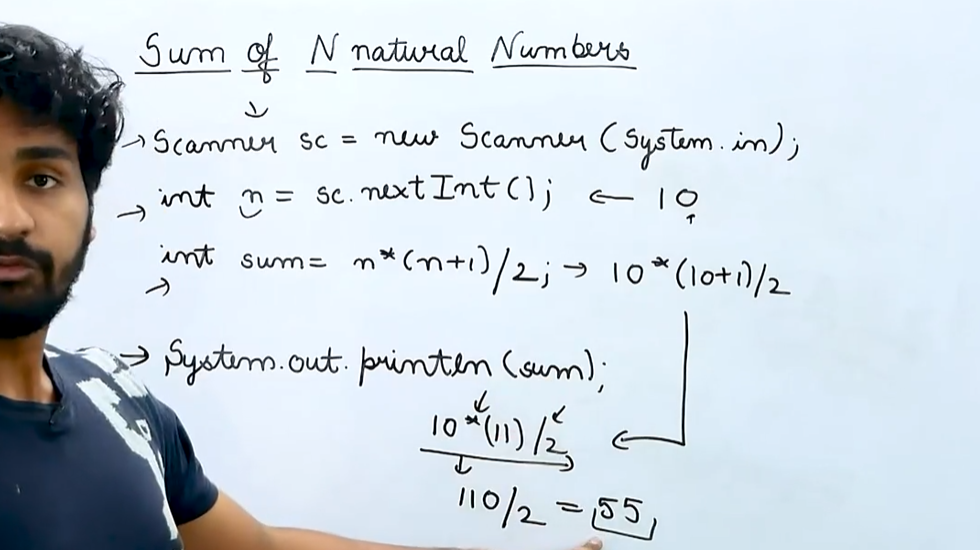 Sum of N natural Numbers
→ Scanner sc = new Scanner (System.in);
→ int n = sc.nextInt(); ← 10
→ int sum= n*(n+1)/2; → 10*(10+1)/2
→ System.out.println(sum);
10*(11)/2
110/2 = 55